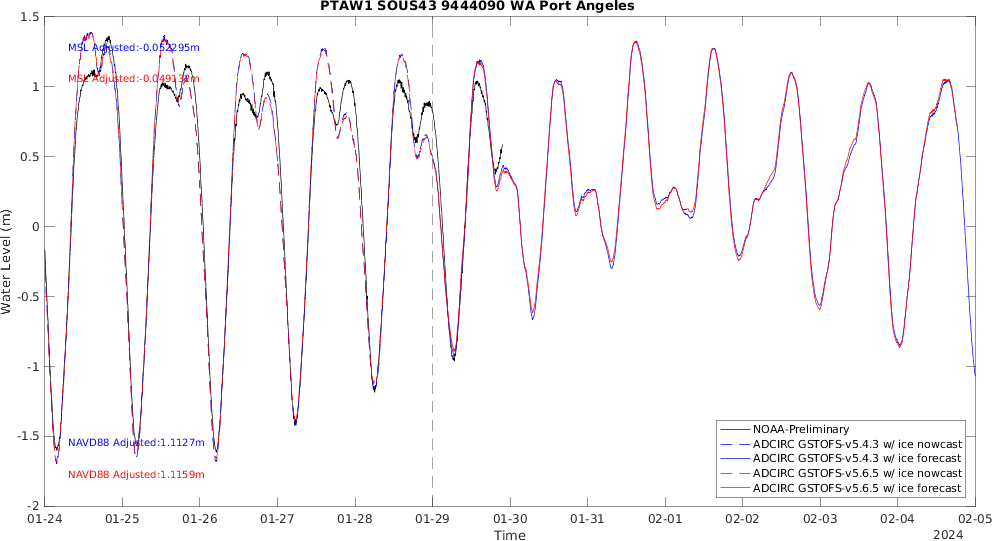 PTAW1 SOUS43 9444090 WA Port Angeles
MSL Adjusted:-0.052295m
MSL Adjusted:-0.049132m
NAVD88 Adjusted:1.1127m
NAVD88 Adjusted:1.1159m
Water Level (m)
1.5
1
0.5
0
-0.5
-1
-1.5
-2
NOAA-Preliminary
ADCIRC GSTOFS-v5.4.3 w/ ice nowcast
ADCIRC GSTOFS-v5.4.3 w/ ice forecast
ADCIRC GSTOFS-v5.6.5 w/ ice nowcast
ADCIRC GSTOFS-v5.6.5 w/ ice forecast
01-24 01-25 01-26 01-27 01-28 01-29 01-30 01-31 02-01 02-02 02-03 02-04 02-05
Time
2024